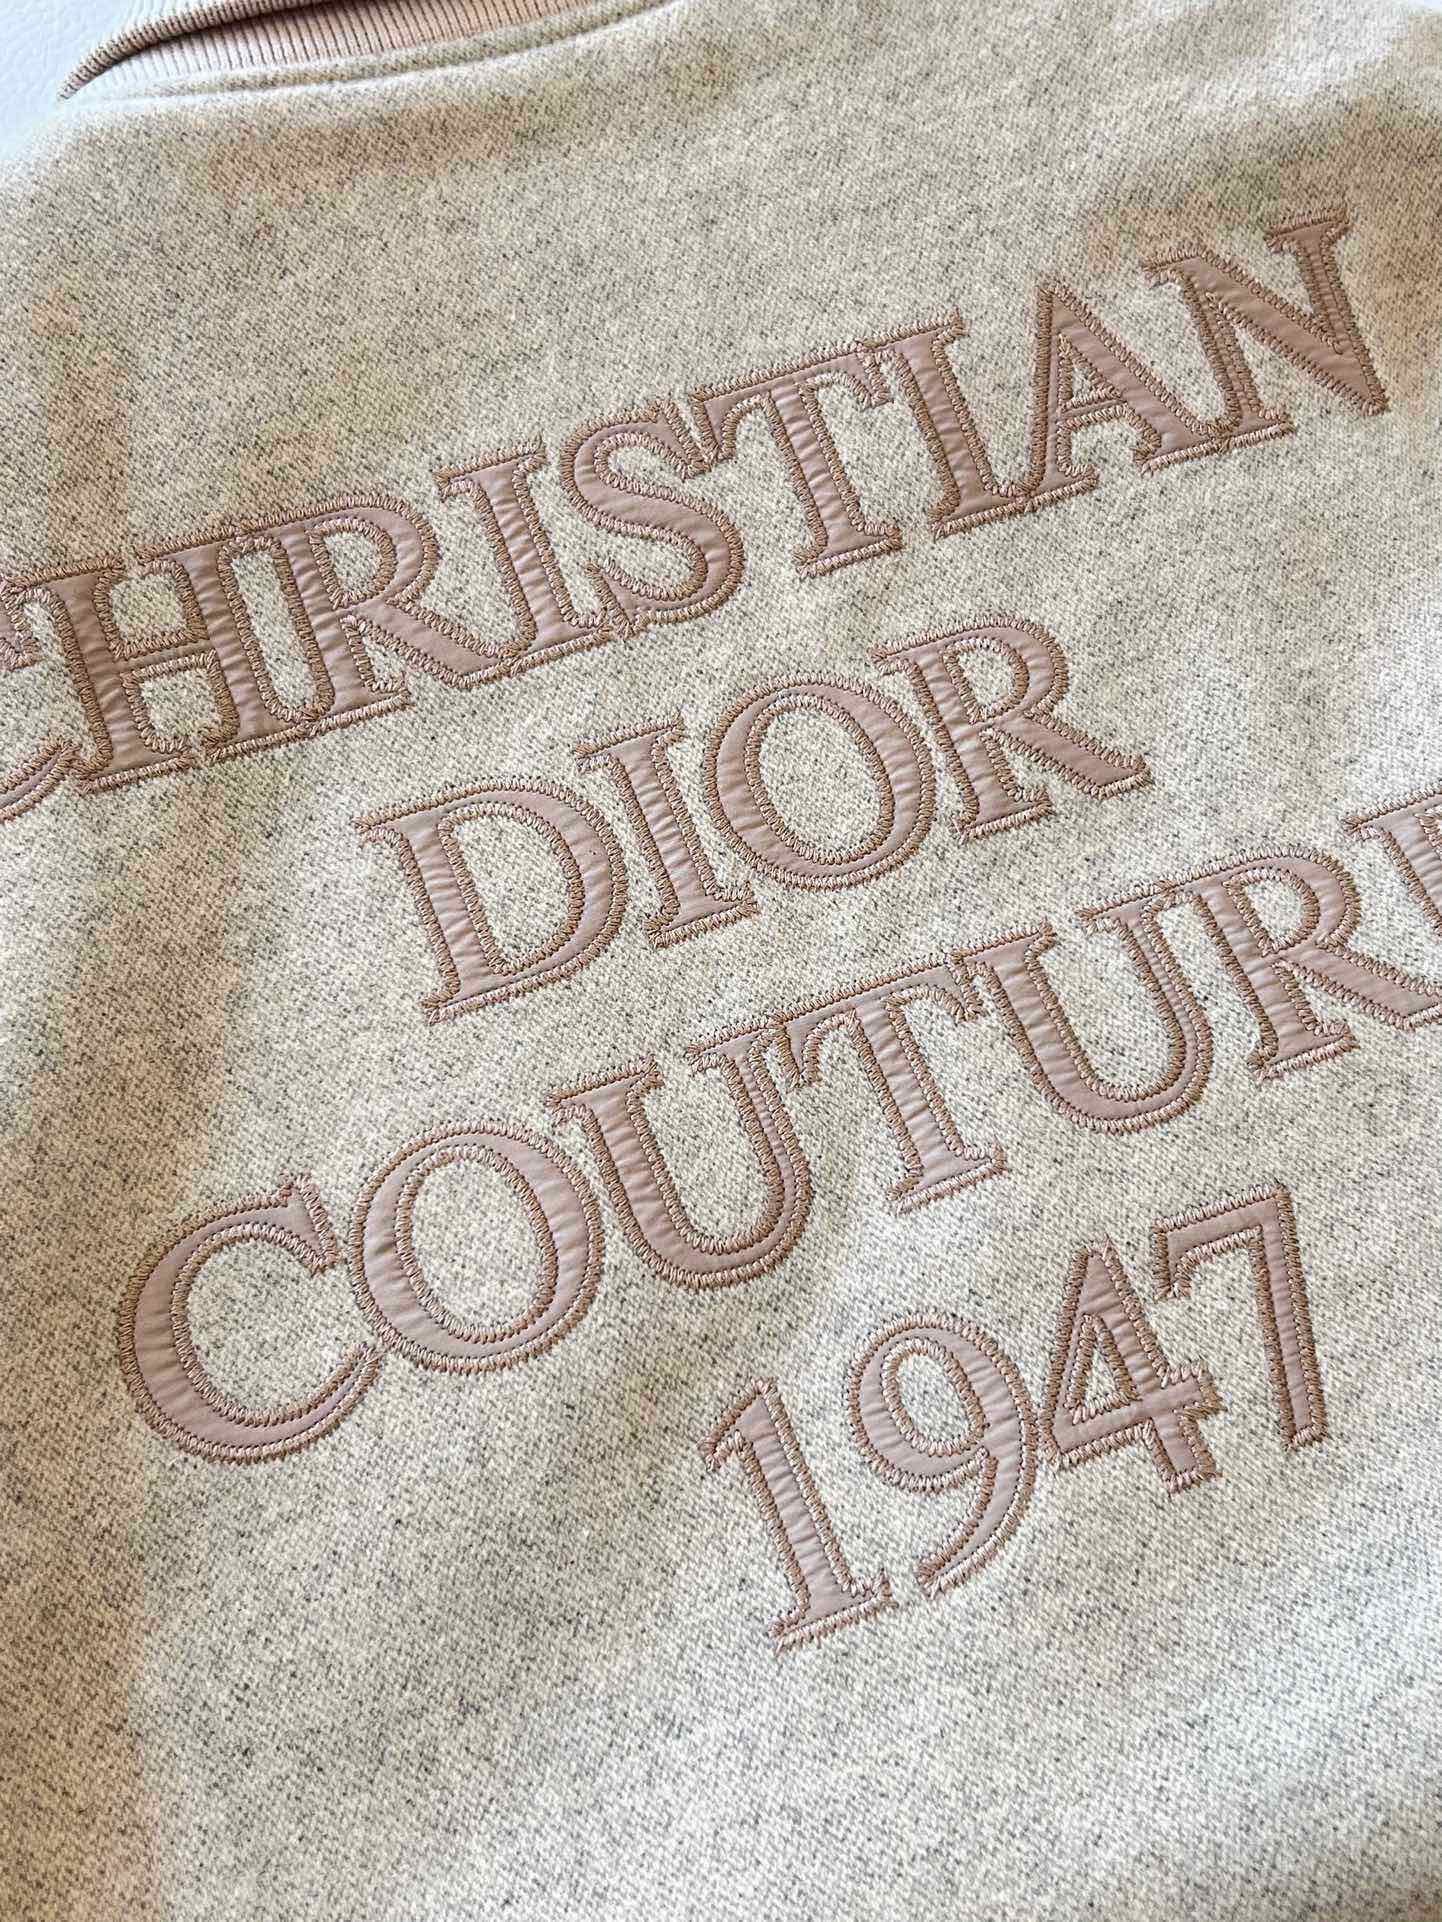 CHRISTIAN
DIOR
COUTURE
1947